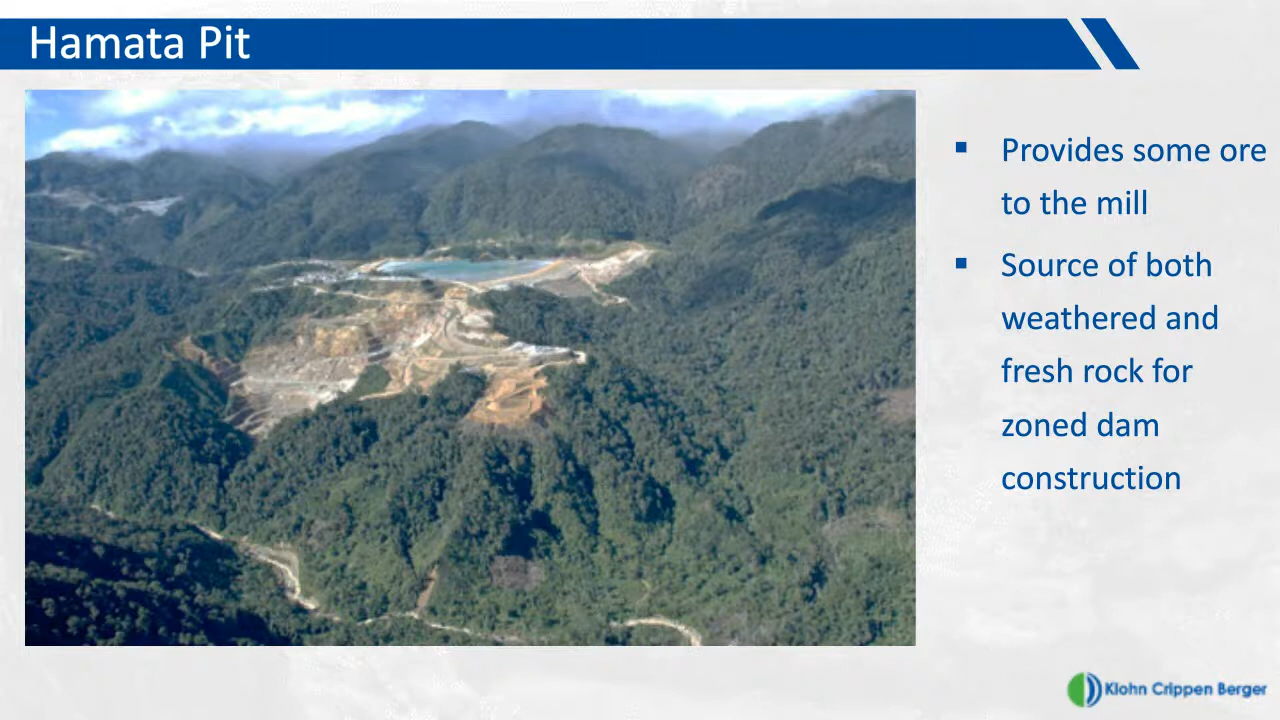 Hamata Pit
▪ Provides some ore
to the mill
▪ Source of both
weathered and
fresh rock for
zoned dam
construction
Klohn Crippen Berger